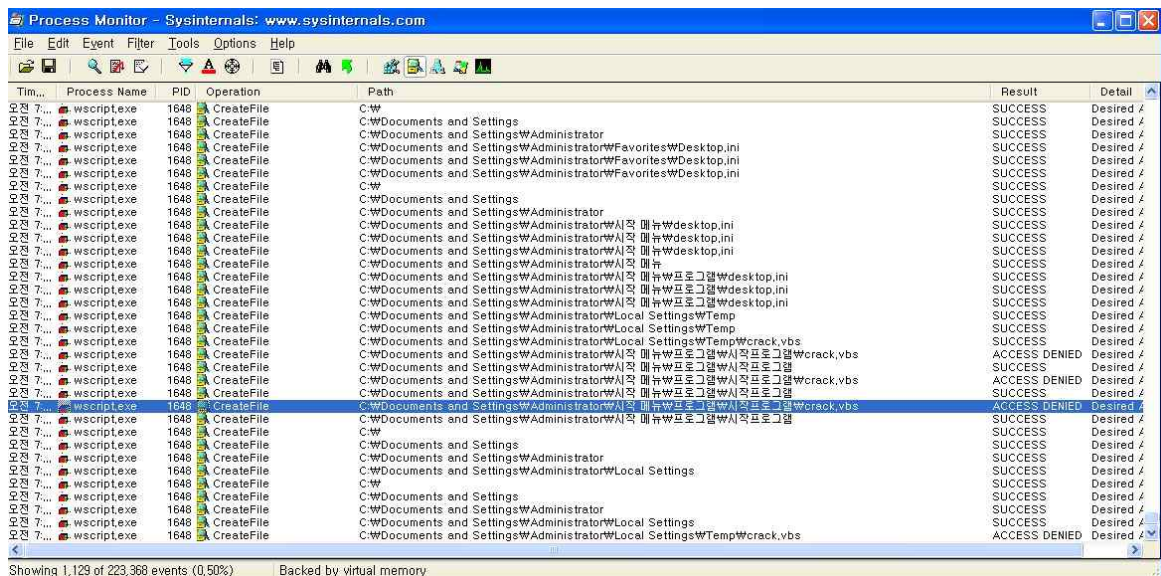 Process Monitor - Sysinternals: www.sysinternals.com
File Edit Event Filter Tools Options Help
Tim... Process Name PID Operation Path Result Detail
오전 7:... wscript.exe 1648 CreateFile C:₩ SUCCESS Desired A
오전 7:... wscript.exe 1648 CreateFile C:₩Documents and Settings SUCCESS Desired A
오전 7:... wscript.exe 1648 CreateFile C:₩Documents and Settings₩Administrator SUCCESS Desired A
오전 7:... wscript.exe 1648 CreateFile C:₩Documents and Settings₩Administrator₩Favorites₩Desktop.ini SUCCESS Desired A
오전 7:... wscript.exe 1648 CreateFile C:₩Documents and Settings₩Administrator₩Favorites₩Desktop.ini SUCCESS Desired A
오전 7:... wscript.exe 1648 CreateFile C:₩Documents and Settings₩Administrator₩Favorites₩Desktop.ini SUCCESS Desired A
오전 7:... wscript.exe 1648 CreateFile C:₩ SUCCESS Desired A
오전 7:... wscript.exe 1648 CreateFile C:₩Documents and Settings SUCCESS Desired A
오전 7:... wscript.exe 1648 CreateFile C:₩Documents and Settings₩Administrator SUCCESS Desired A
오전 7:... wscript.exe 1648 CreateFile C:₩Documents and Settings₩Administrator₩시작 메뉴₩desktop.ini SUCCESS Desired A
오전 7:... wscript.exe 1648 CreateFile C:₩Documents and Settings₩Administrator₩시작 메뉴₩desktop.ini SUCCESS Desired A
오전 7:... wscript.exe 1648 CreateFile C:₩Documents and Settings₩Administrator₩시작 메뉴₩desktop.ini SUCCESS Desired A
오전 7:... wscript.exe 1648 CreateFile C:₩Documents and Settings₩Administrator₩시작 메뉴 SUCCESS Desired A
오전 7:... wscript.exe 1648 CreateFile C:₩Documents and Settings₩Administrator₩시작 메뉴₩프로그램₩desktop.ini SUCCESS Desired A
오전 7:... wscript.exe 1648 CreateFile C:₩Documents and Settings₩Administrator₩시작 메뉴₩프로그램₩desktop.ini SUCCESS Desired A
오전 7:... wscript.exe 1648 CreateFile C:₩Documents and Settings₩Administrator₩시작 메뉴₩프로그램₩desktop.ini SUCCESS Desired A
오전 7:... wscript.exe 1648 CreateFile C:₩Documents and Settings₩Administrator₩Local Settings₩Temp SUCCESS Desired A
오전 7:... wscript.exe 1648 CreateFile C:₩Documents and Settings₩Administrator₩Local Settings₩Temp SUCCESS Desired A
오전 7:... wscript.exe 1648 CreateFile C:₩Documents and Settings₩Administrator₩Local Settings₩Temp₩crack.vbs SUCCESS Desired A
오전 7:... wscript.exe 1648 CreateFile C:₩Documents and Settings₩Administrator₩시작 메뉴₩프로그램₩시작프로그램₩crack.vbs ACCESS DENIED Desired A
오전 7:... wscript.exe 1648 CreateFile C:₩Documents and Settings₩Administrator₩시작 메뉴₩프로그램₩시작프로그램 SUCCESS Desired A
오전 7:... wscript.exe 1648 CreateFile C:₩Documents and Settings₩Administrator₩시작 메뉴₩프로그램₩시작프로그램₩crack.vbs ACCESS DENIED Desired A
오전 7:... wscript.exe 1648 CreateFile C:₩Documents and Settings₩Administrator₩시작 메뉴₩프로그램₩시작프로그램 SUCCESS Desired A
오전 7:... wscript.exe 1648 CreateFile C:₩Documents and Settings₩Administrator₩시작 메뉴₩프로그램₩시작프로그램₩crack.vbs ACCESS DENIED Desired A
오전 7:... wscript.exe 1648 CreateFile C:₩Documents and Settings₩Administrator₩시작 메뉴₩프로그램₩시작프로그램 SUCCESS Desired A
오전 7:... wscript.exe 1648 CreateFile C:₩ SUCCESS Desired A
오전 7:... wscript.exe 1648 CreateFile C:₩Documents and Settings SUCCESS Desired A
오전 7:... wscript.exe 1648 CreateFile C:₩Documents and Settings₩Administrator SUCCESS Desired A
오전 7:... wscript.exe 1648 CreateFile C:₩Documents and Settings₩Administrator₩Local Settings SUCCESS Desired A
오전 7:... wscript.exe 1648 CreateFile C:₩ SUCCESS Desired A
오전 7:... wscript.exe 1648 CreateFile C:₩Documents and Settings SUCCESS Desired A
오전 7:... wscript.exe 1648 CreateFile C:₩Documents and Settings₩Administrator SUCCESS Desired A
오전 7:... wscript.exe 1648 CreateFile C:₩Documents and Settings₩Administrator₩Local Settings SUCCESS Desired A
오전 7:... wscript.exe 1648 CreateFile C:₩Documents and Settings₩Administrator₩Local Settings₩Temp₩crack.vbs ACCESS DENIED Desired A
Showing 1,129 of 223,368 events (0.50%) Backed by virtual memory